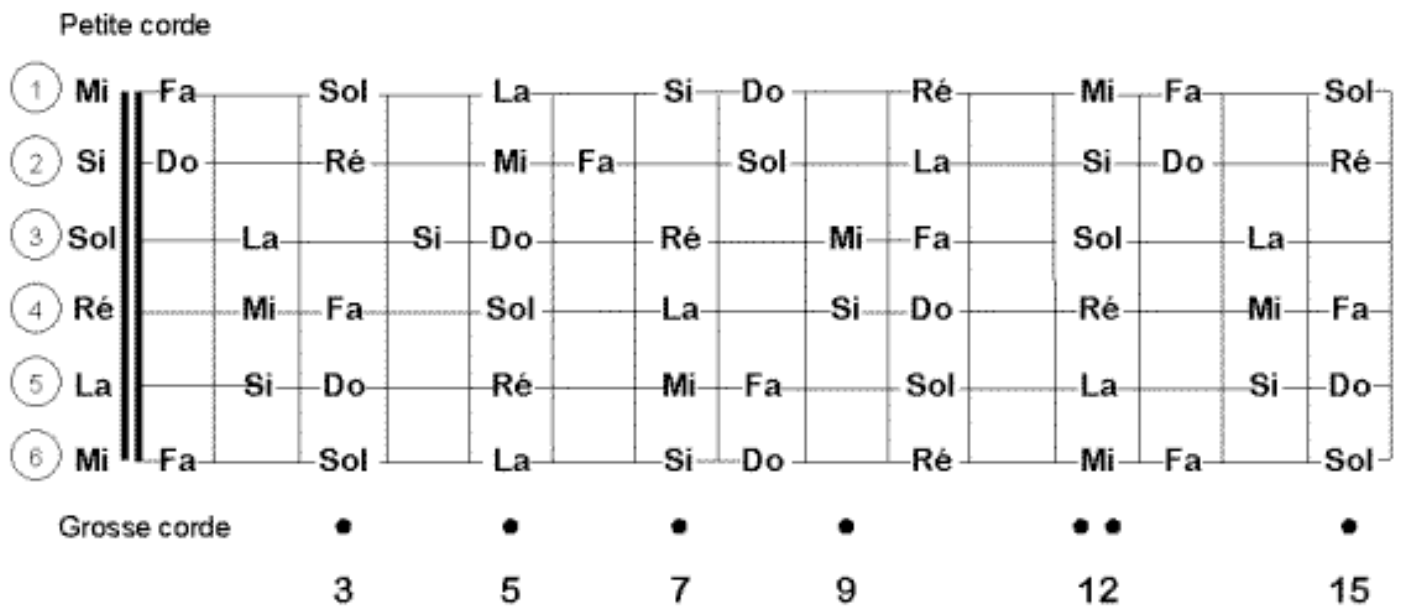 Petite corde
1 Mi Fa Sol La Si Do Ré Mi Fa Sol
2 Si Do Ré Mi Fa Sol La Si Do Ré
3 Sol La Si Do Ré Mi Fa Sol La
4 Ré Mi Fa Sol La Si Do Ré Mi Fa
5 La Si Do Ré Mi Fa Sol La Si Do
6 Mi Fa Sol La Si Do Ré Mi Fa Sol
Grosse corde
3 5 7 9 12 15